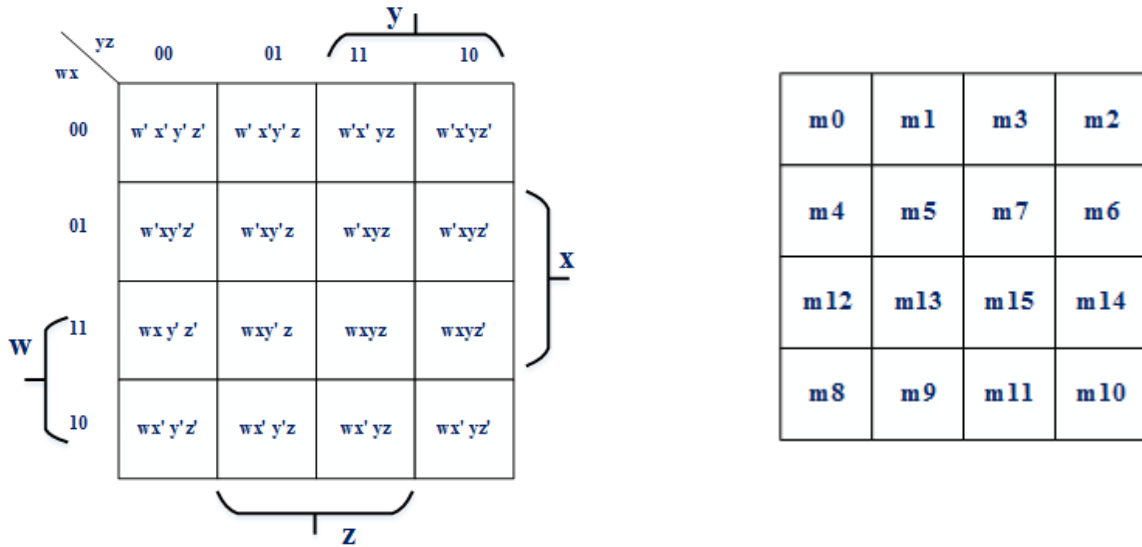 y
yz 00 01 11 10
wx
00 w' x' y' z' w' x'y' z w'x' yz w'x'yz'
01 w'xy'z' w'xy' z w'xyz w'xyz'
x
11 wx y' z' wxy' z wxyz wxyz'
w
10 wx' y'z' wx' y'z wx' yz wx' yz'
z
m0 m1 m3 m2
m4 m5 m7 m6
m12 m13 m15 m14
m8 m9 m11 m10